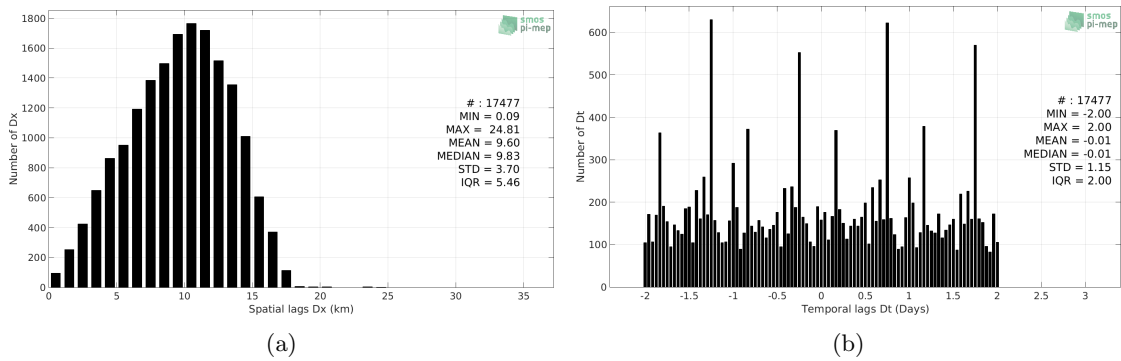 1800
1600
1400
1200
1000
800
600
400
200
0
Number of Dx
smos
pi-mep
# : 17477
MIN = 0.09
MAX = 24.81
MEAN = 9.60
MEDIAN = 9.83
STD = 3.70
IQR = 5.46
0 5 10 15 20 25 30 35
Spatial lags Dx (km)
(a)
600
500
400
300
200
100
0
Number of Dt
smos
pi-mep
# : 17477
MIN = -2.00
MAX = 2.00
MEAN = -0.01
MEDIAN = -0.01
STD = 1.15
IQR = 2.00
-2 -1.5 -1 -0.5 0 0.5 1 1.5 2 2.5 3
Temporal lags Dt (Days)
(b)